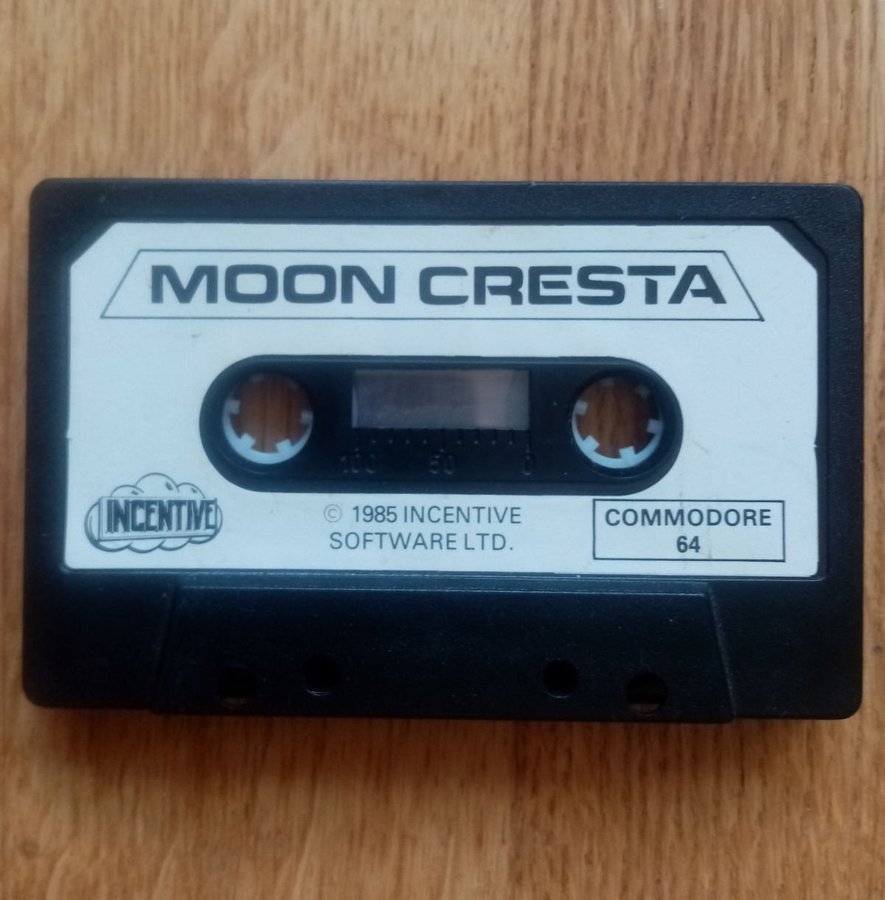 MOON CRESTA
100 50 0
INCENTIVE
© 1985 INCENTIVE
SOFTWARE LTD.
COMMODORE
64